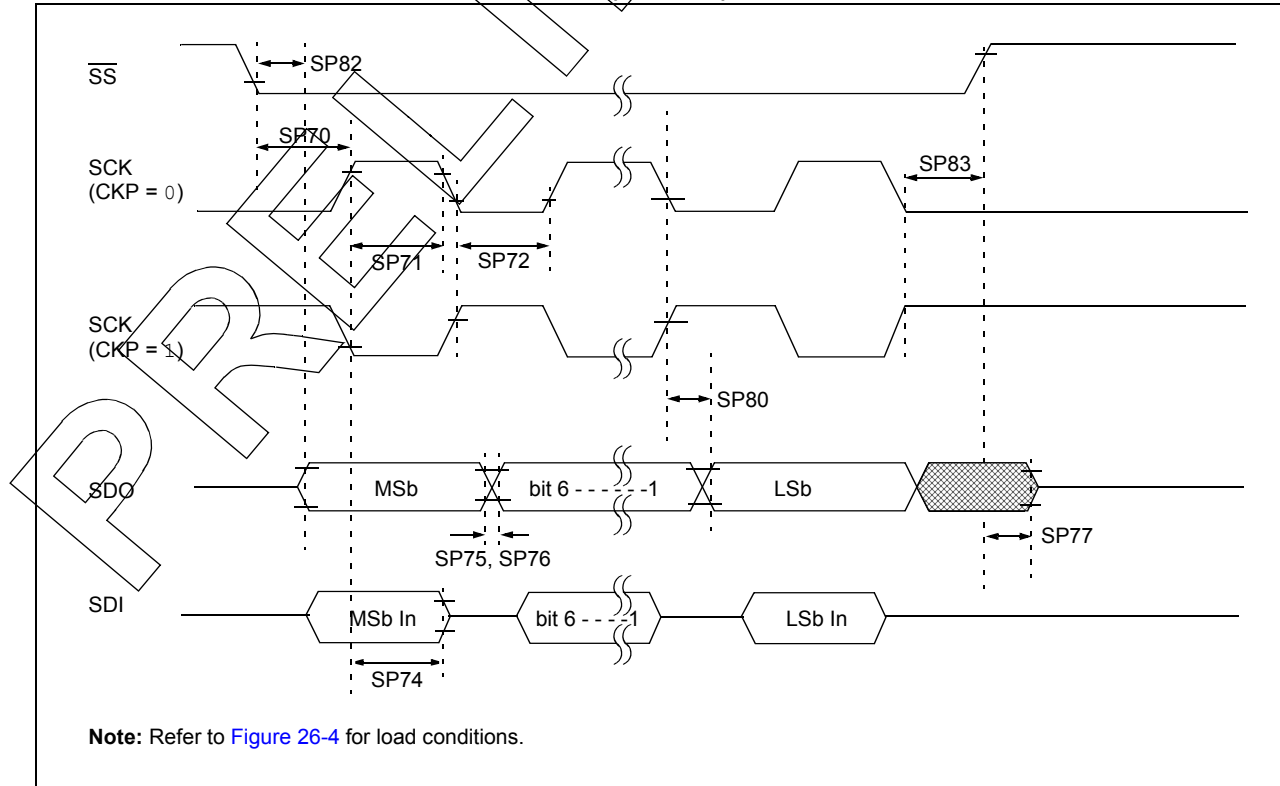 SS
SP82
SP70
SCK
(CKP = 0)
SP83
SP71
SP72
SCK
(CKP = 1)
SP80
SDO
MSb
bit 6 - - - - - -1
LSb
SP77
SP75, SP76
SDI
MSb In
bit 6 - - - -1
LSb In
SP74
Note: Refer to Figure 26-4 for load conditions.
PRELI